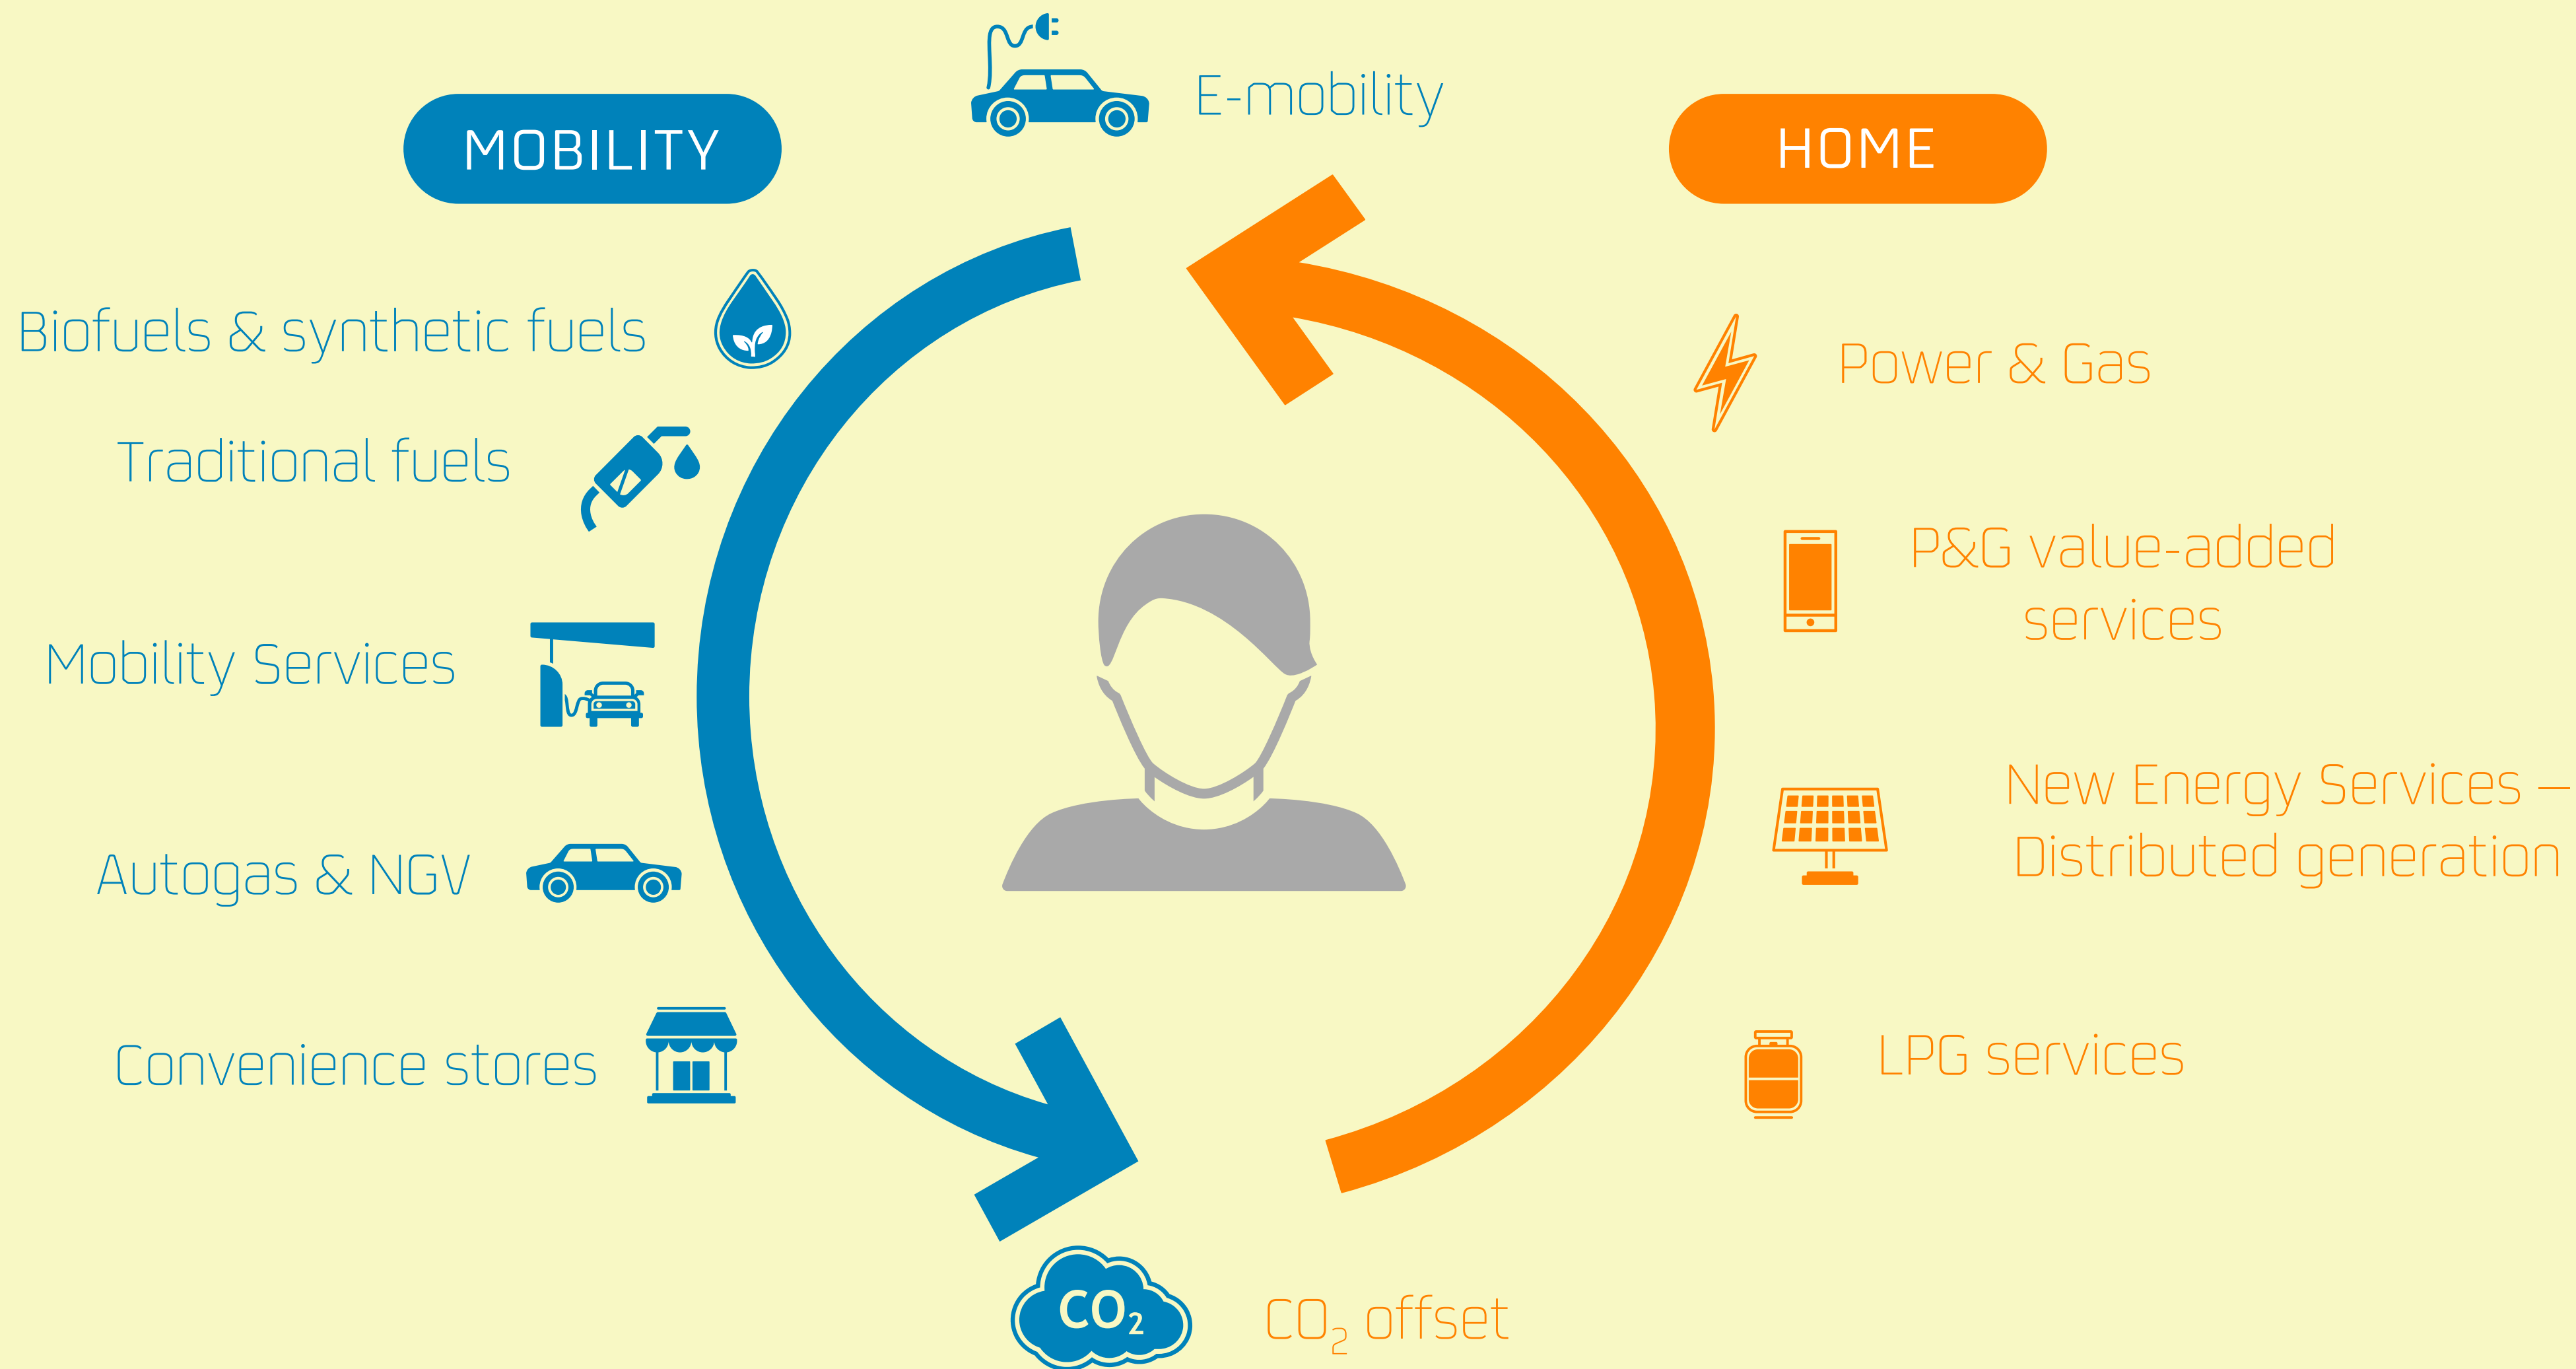 E-mobility
MOBILITY
HOME
Biofuels & synthetic fuels
Traditional fuels
Mobility Services
Autogas & NGV
Convenience stores
Power & Gas
P&G value-added
services
New Energy Services –
Distributed generation
LPG services
CO₂
CO₂ offset